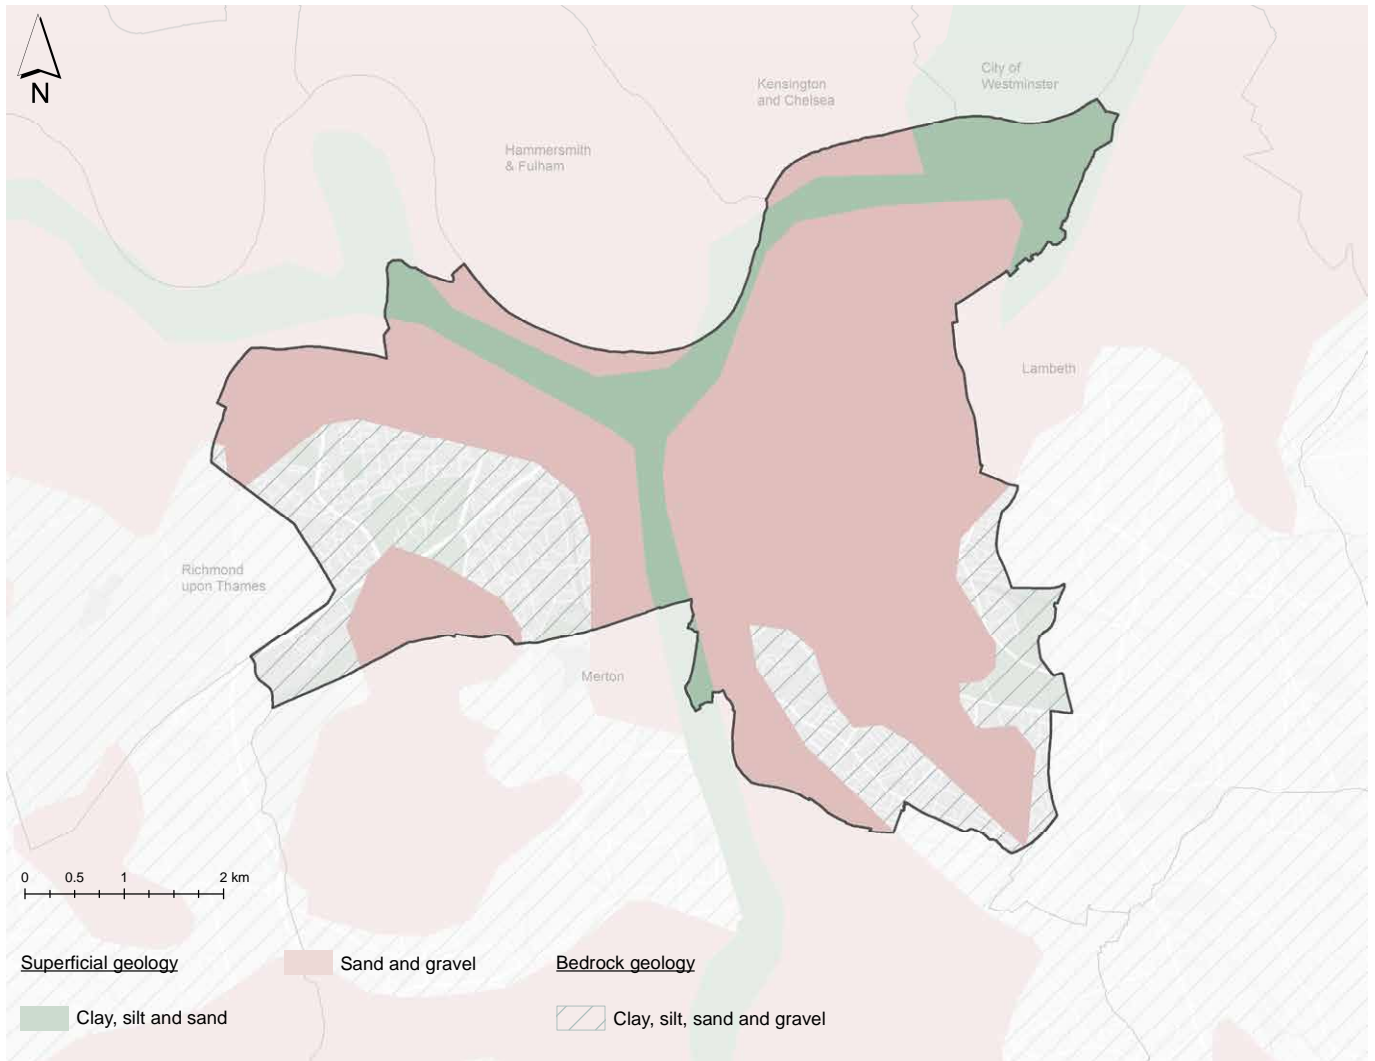 N
City of
Westminster
Kensington
and Chelsea
Hammersmith
& Fulham
Lambeth
Richmond
upon Thames
Merton
0 0.5 1 2 km
Superficial geology
Sand and gravel
Bedrock geology
Clay, silt and sand
Clay, silt, sand and gravel